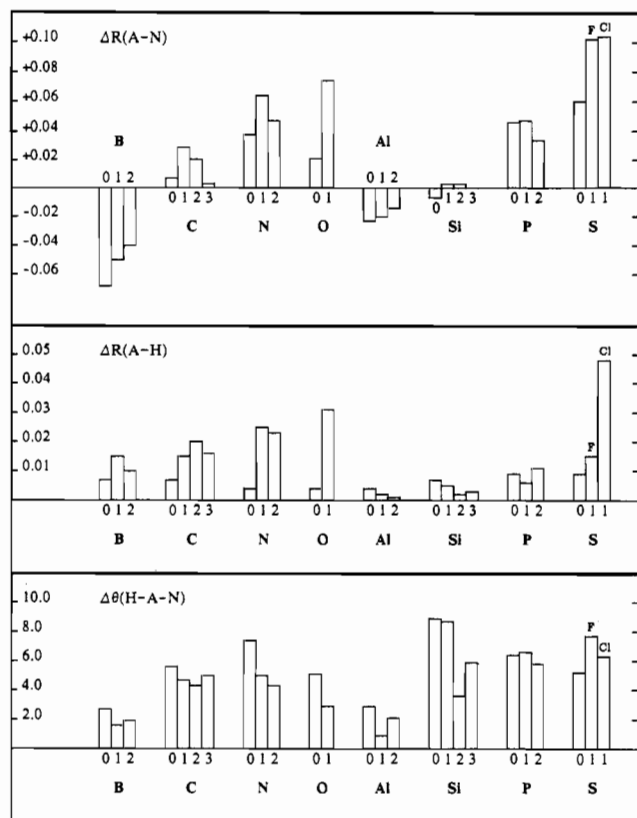 +0.10 ΔR(A-N) F Cl
+0.08
+0.06
+0.04 B Al
+0.02 0 1 2 0 1 2
0 1 2 3 0 1 2 0 1 0 1 2 3 0 1 2 0 1 1
-0.02 C N O Si P S
-0.04
-0.06
0.05 ΔR(A-H) Cl
0.04
0.03
0.02 F
0.01
0 1 2 0 1 2 3 0 1 2 0 1 0 1 2 0 1 2 3 0 1 2 0 1 1
B C N O Al Si P S
10.0 Δθ(H-A-N)
8.0 F
6.0 Cl
4.0
2.0
0 1 2 0 1 2 3 0 1 2 0 1 0 1 2 0 1 2 3 0 1 2 0 1 1
B C N O Al Si P S